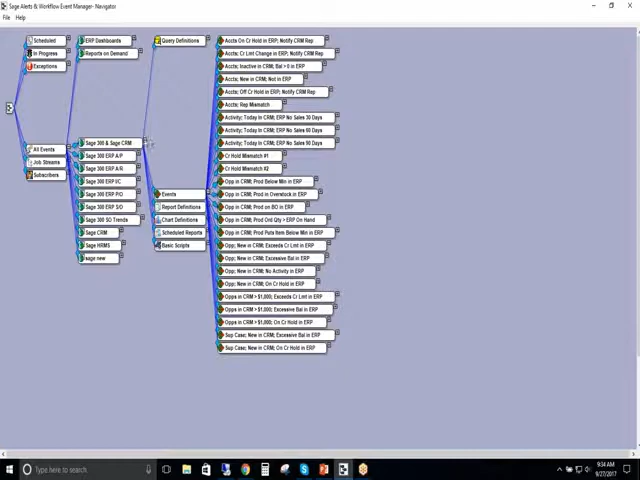 Sage Alerts & Workflow Event Manager- Navigator
File Help
Scheduled
In Progress
Exceptions
All Events
Job Streams
Subscribers
ERP Dashboards
Reports on Demand
Sage 300 & Sage CRM
Sage 300 ERP A/P
Sage 300 ERP A/R
Sage 300 ERP I/C
Sage 300 ERP P/O
Sage 300 ERP S/O
Sage 300 SO Trends
Sage CRM
Sage HRMS
sage new
Query Definitions
Events
Report Definitions
Chart Definitions
Scheduled Reports
Basic Scripts
Accts On Cr Hold in ERP; Notify CRM Rep
Accts: Cr Lmt Change in ERP; Notify CRM Rep
Accts; Inactive in CRM; Bal > 0 in ERP
Accts; New in CRM; Not in ERP
Accts; Off Cr Hold in ERP; Notify CRM Rep
Accts; Rep Mismatch
Activity; Today In CRM; ERP No Sales 30 Days
Activity; Today In CRM; ERP No Sales 60 Days
Activity; Today In CRM; ERP No Sales 90 Days
Cr Hold Mismatch #1
Cr Hold Mismatch #2
Opp in CRM; Prod Below Min in ERP
Opp in CRM; Prod in Overstock in ERP
Opp in CRM; Prod on BO in ERP
Opp in CRM; Prod Ord Qty > ERP On Hand
Opp in CRM; Prod Puts Item Below Min in ERP
Opp; New in CRM; Exceeds Cr Lmt in ERP
Opp; New in CRM; Excessive Bal in ERP
Opp; New in CRM; No Activity in ERP
Opp; New in CRM; On Cr Hold in ERP
Opps in CRM > $1,000; Exceeds Cr Lmt in ERP
Opps in CRM > $1,000; Excessive Bal in ERP
Opps in CRM > $1,000; On Cr Hold in ERP
Sup Case; New in CRM; Excessive Bal in ERP
Sup Case; New in CRM; On Cr Hold in ERP
Type here to search
9:34 AM
9/27/2017